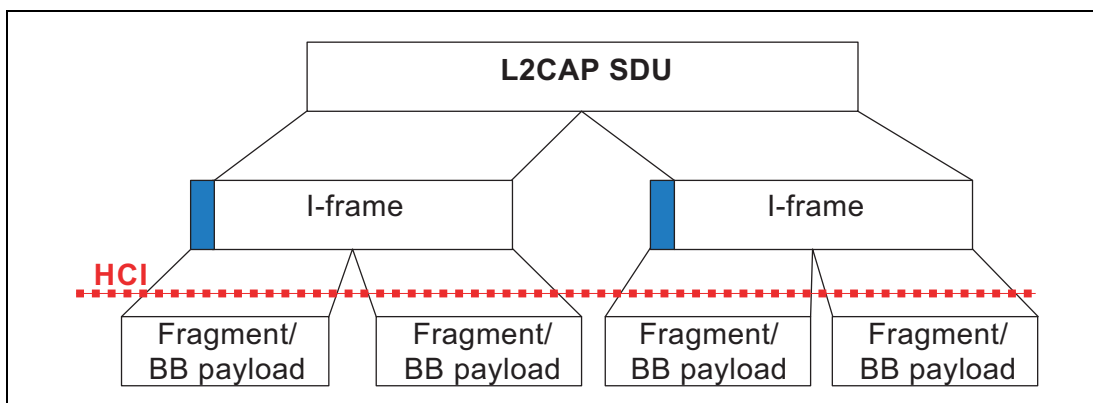 L2CAP SDU
I-frame
I-frame
HCI
Fragment/
BB payload
Fragment/
BB payload
Fragment/
BB payload
Fragment/
BB payload